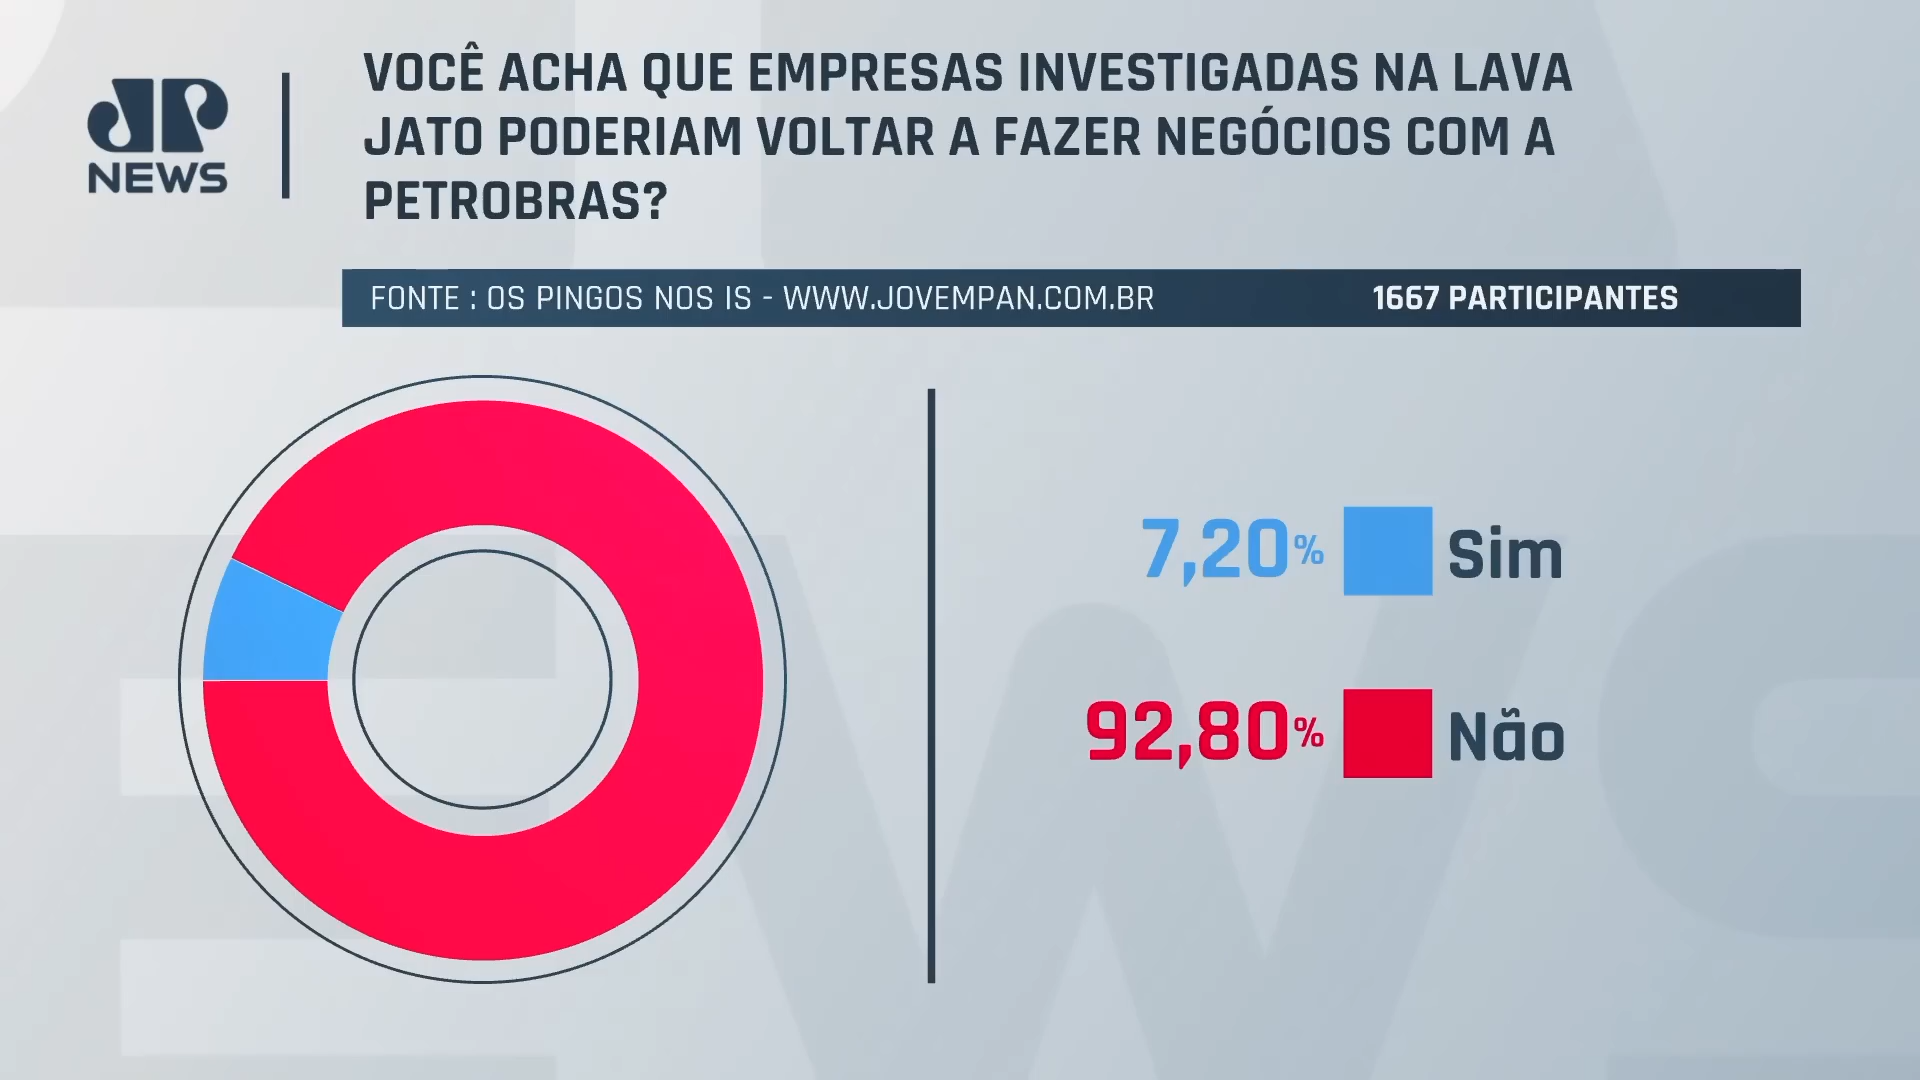 JP
NEWS
VOCÊ ACHA QUE EMPRESAS INVESTIGADAS NA LAVA
JATO PODERIAM VOLTAR A FAZER NEGÓCIOS COM A
PETROBRAS?
FONTE : OS PINGOS NOS IS - WWW.JOVEMPAN.COM.BR 1667 PARTICIPANTES
7,20% Sim
92,80% Não